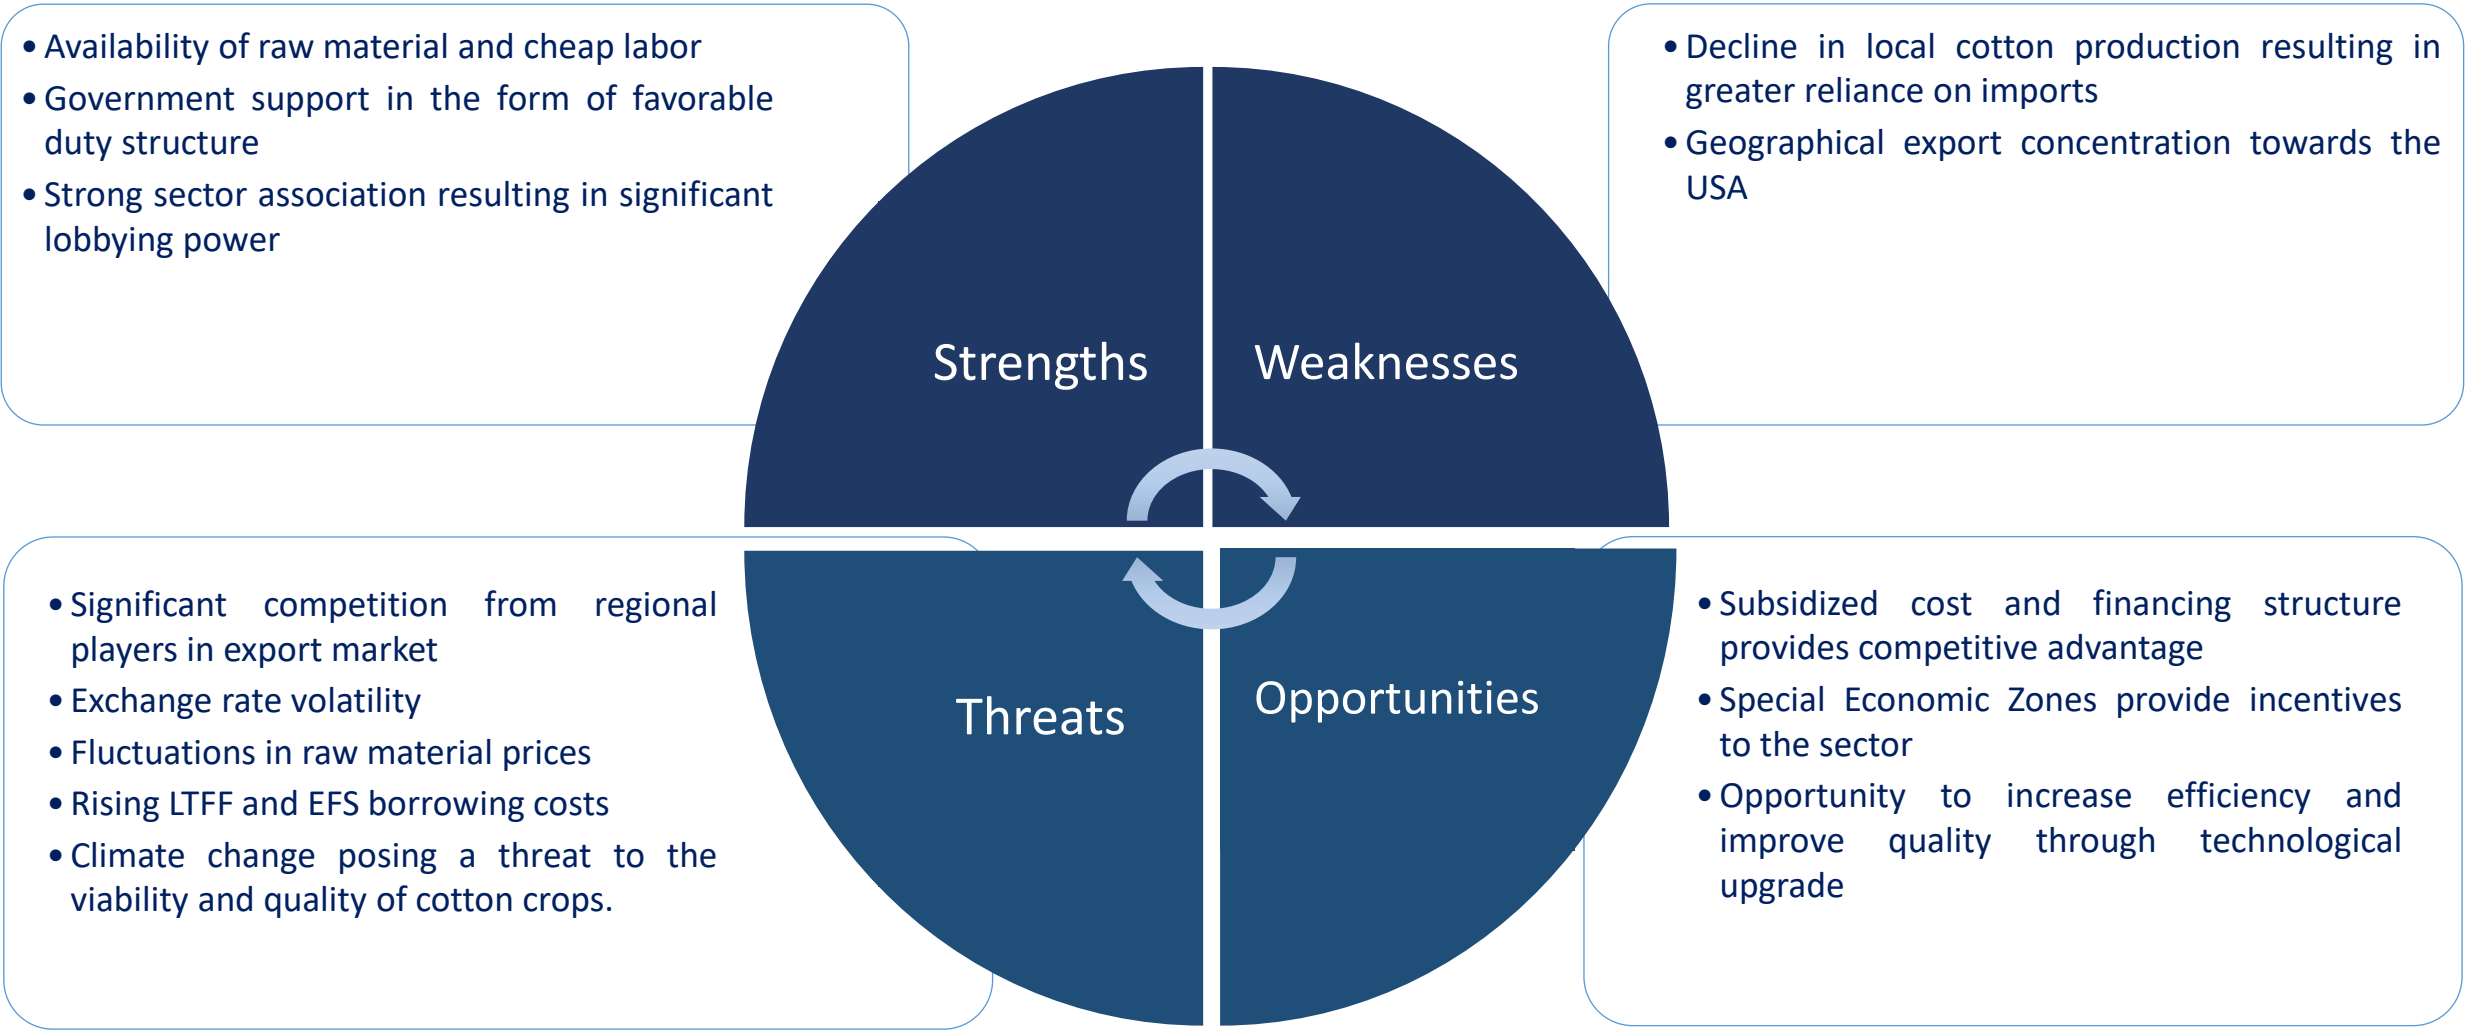 • Availability of raw material and cheap labor
• Government support in the form of favorable
duty structure
• Strong sector association resulting in significant
lobbying power
• Decline in local cotton production resulting in
greater reliance on imports
• Geographical export concentration towards the
USA
Strengths
Weaknesses
• Significant competition from regional
players in export market
• Exchange rate volatility
• Fluctuations in raw material prices
• Rising LTFF and EFS borrowing costs
• Climate change posing a threat to the
viability and quality of cotton crops.
Threats
Opportunities
• Subsidized cost and financing structure
provides competitive advantage
• Special Economic Zones provide incentives
to the sector
• Opportunity to increase efficiency and
improve quality through technological
upgrade